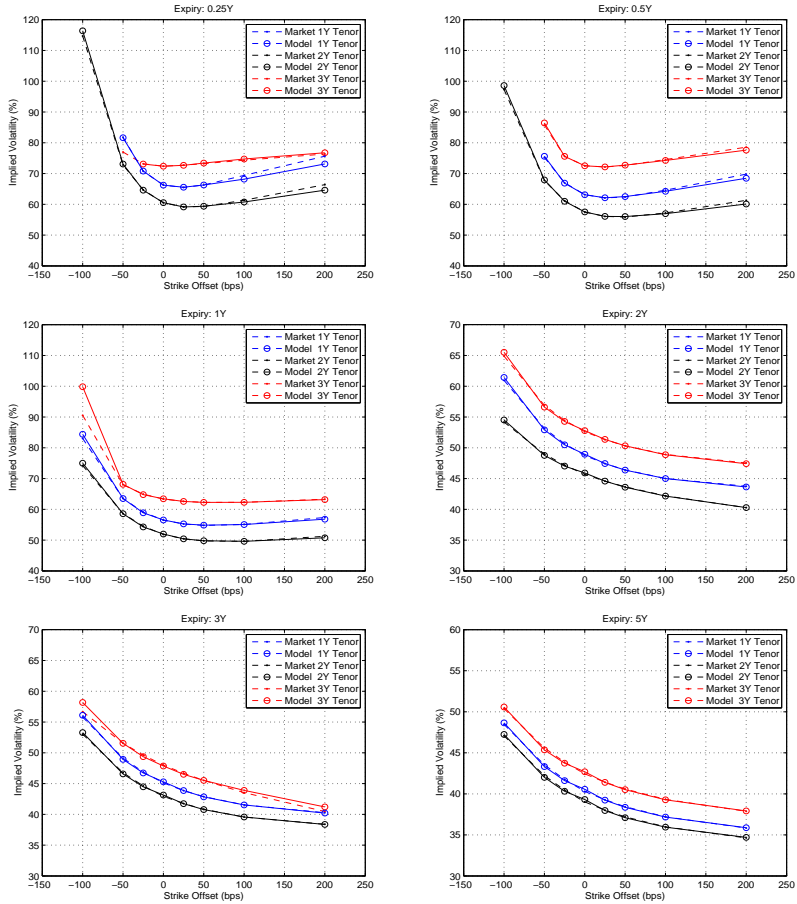 Expiry: 0.25Y
120
110
100
90
80
70
60
50
40
Implied Volatility (%)
−150 −100 −50 0 50 100 150 200 250
Strike Offset (bps)
Market 1Y Tenor
Model 1Y Tenor
Market 2Y Tenor
Model 2Y Tenor
Market 3Y Tenor
Model 3Y Tenor
Expiry: 0.5Y
120
110
100
90
80
70
60
50
40
Implied Volatility (%)
−150 −100 −50 0 50 100 150 200 250
Strike Offset (bps)
Market 1Y Tenor
Model 1Y Tenor
Market 2Y Tenor
Model 2Y Tenor
Market 3Y Tenor
Model 3Y Tenor
Expiry: 1Y
120
110
100
90
80
70
60
50
40
Implied Volatility (%)
−150 −100 −50 0 50 100 150 200 250
Strike Offset (bps)
Market 1Y Tenor
Model 1Y Tenor
Market 2Y Tenor
Model 2Y Tenor
Market 3Y Tenor
Model 3Y Tenor
Expiry: 2Y
70
65
60
55
50
45
40
35
30
Implied Volatility (%)
−150 −100 −50 0 50 100 150 200 250
Strike Offset (bps)
Market 1Y Tenor
Model 1Y Tenor
Market 2Y Tenor
Model 2Y Tenor
Market 3Y Tenor
Model 3Y Tenor
Expiry: 3Y
70
65
60
55
50
45
40
35
30
Implied Volatility (%)
−150 −100 −50 0 50 100 150 200 250
Strike Offset (bps)
Market 1Y Tenor
Model 1Y Tenor
Market 2Y Tenor
Model 2Y Tenor
Market 3Y Tenor
Model 3Y Tenor
Expiry: 5Y
60
55
50
45
40
35
30
Implied Volatility (%)
−150 −100 −50 0 50 100 150 200 250
Strike Offset (bps)
Market 1Y Tenor
Model 1Y Tenor
Market 2Y Tenor
Model 2Y Tenor
Market 3Y Tenor
Model 3Y Tenor